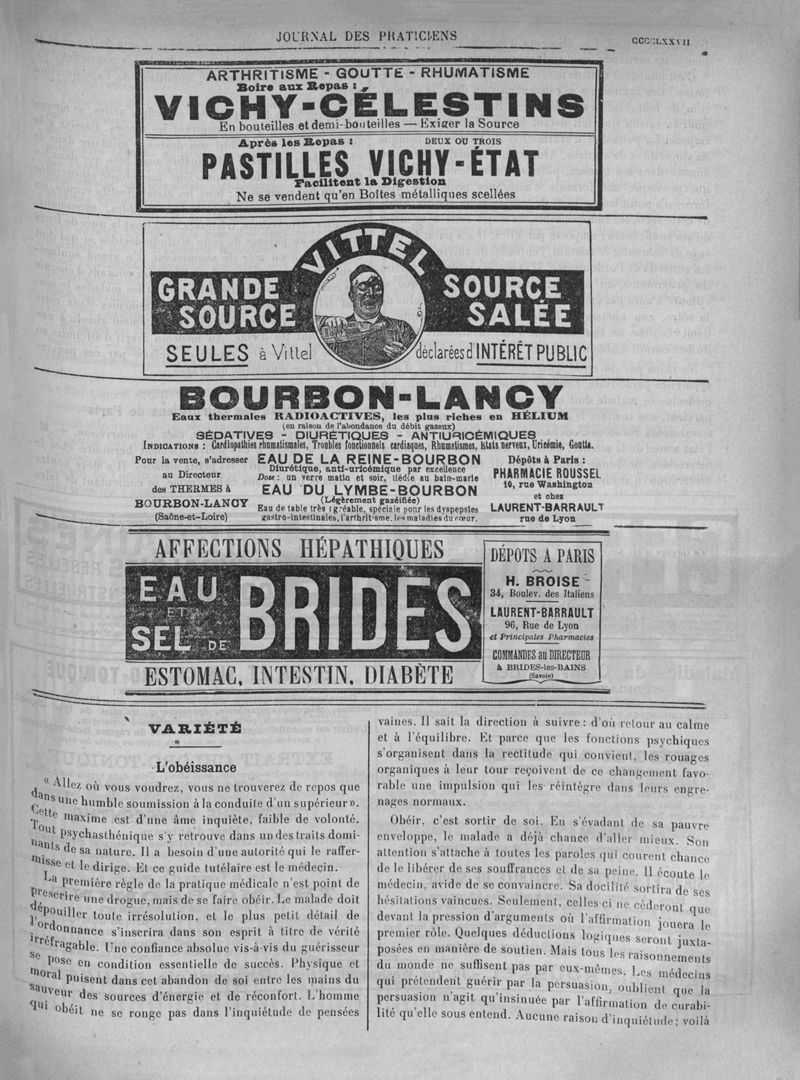 JOURNAL DES PRATICIENS
ARTHRITISME - GOUTTE - RHUMATISME
Boire aux Repas :
VICHY-CÉLESTINS
En bouteilles et demi-bouteilles — Exiger la Source
Après les Repas : DEUX OU TROIS
PASTILLES VICHY-ÉTAT
Facilitent la Digestion
Ne se vendent qu'en Boîtes métalliques scellées
VITTEL
GRANDE SOURCE
SOURCE SALÉE
SEULES à Vittel déclarées d'INTÉRÊT PUBLIC
BOURBON-LANCY
Eaux thermales RADIOACTIVES, les plus riches en HÉLIUM
(en raison de l'abondance du débit gazeux)
SÉDATIVES - DIURÉTIQUES - ANTIURICÉMIQUES
INDICATIONS : Cardiopathies rhumatismales, Troubles fonctionnels cardiaques, Rhumatismes, Etats nerveux, Uricémie, Goutte.
Pour la vente, s'adresser
au Directeur
des THERMES à
BOURBON-LANCY
(Saône-et-Loire)
EAU DE LA REINE-BOURBON
Diurétique, anti-uricémique par excellence
Dose : un verre matin et soir, tiédie au bain-marie
EAU DU LYMBE-BOURBON
(Légèrement gazéifiée)
Eau de table très agréable, spéciale pour les dyspepsies
gastro-intestinales, l'arthritisme, les maladies du cœur.
Dépôts à Paris :
PHARMACIE ROUSSEL
10, rue Washington
et chez
LAURENT-BARRAULT
rue de Lyon
AFFECTIONS HÉPATHIQUES
EAU
ET
SEL DE
BRIDES
ESTOMAC, INTESTIN, DIABÈTE
DÉPOTS A PARIS
H. BROISE
34, Boulev. des Italiens
LAURENT-BARRAULT
96, Rue de Lyon
et Principales Pharmacies
COMMANDES au DIRECTEUR
à BRIDES-les-BAINS
(Savoie)
VARIÉTÉ
L'obéissance
« Allez où vous voudrez, vous ne trouverez de repos que
dans une humble soumission à la conduite d'un supérieur ».
Cette maxime est d'une âme inquiète, faible de volonté.
Tout psychasthénique s'y retrouve dans un des traits domi-
nants de sa nature. Il a besoin d'une autorité qui le raffer-
misse et le dirige. Et ce guide tutélaire est le médecin.
La première règle de la pratique médicale n'est point de
prescrire une drogue, mais de se faire obéir. Le malade doit
dépouiller toute irrésolution, et le plus petit détail de
l'ordonnance s'inscrira dans son esprit à titre de vérité
irréfragable. Une confiance absolue vis-à-vis du guérisseur
se pose en condition essentielle de succès. Physique et
moral puisent dans cet abandon de soi entre les mains du
sauveur des sources d'énergie et de réconfort. L'homme
qui obéit ne se ronge pas dans l'inquiétude de pensées
vaines. Il sait la direction à suivre : d'où retour au calme
et à l'équilibre. Et parce que les fonctions psychiques
s'organisent dans la rectitude qui convient, les rouages
organiques à leur tour reçoivent de ce changement favo-
rable une impulsion qui les réintègre dans leurs engre-
nages normaux.
Obéir, c'est sortir de soi. En s'évadant de sa pauvre
enveloppe, le malade a déjà chance d'aller mieux. Son
attention s'attache à toutes les paroles qui courent chance
de le libérer de ses souffrances et de sa peine. Il écoute le
médecin, avide de se convaincre. Sa docilité sortira de ses
hésitations vaincues. Seulement, celles-ci ne cèderont que
devant la pression d'arguments où l'affirmation jouera le
premier rôle. Quelques déductions logiques seront juxta-
posées en manière de soutien. Mais tous les raisonnements
du monde ne suffisent pas par eux-mêmes. Les médecins
qui prétendent guérir par la persuasion, oublient que la
persuasion n'agit qu'insinuée par l'affirmation de curabi-
lité qu'elle sous entend. Aucune raison d'inquiétude ; voilà